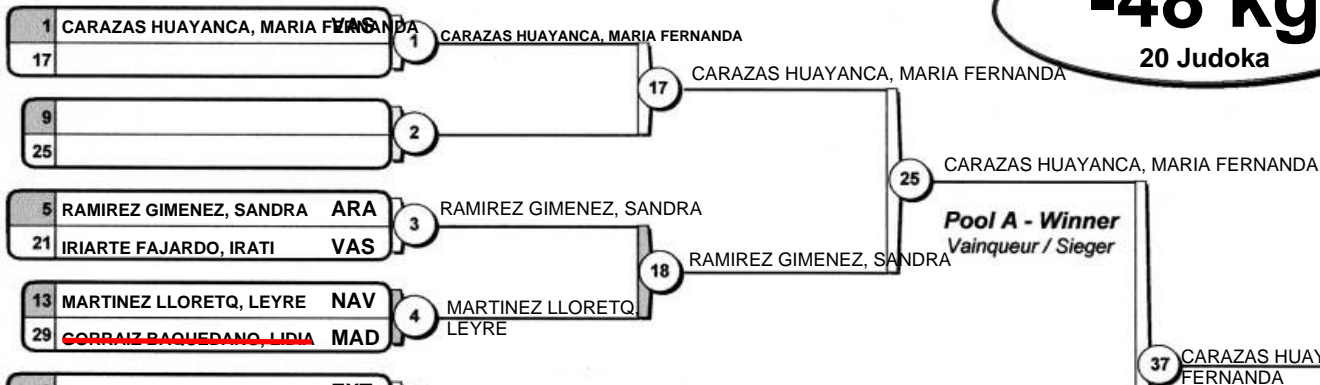 -48 Kg
20 Judoka
1 CARAZAS HUAYANCA, MARIA FERNANDA VAS
17
1 CARAZAS HUAYANCA, MARIA FERNANDA
17 CARAZAS HUAYANCA, MARIA FERNANDA
9
25
2
25 CARAZAS HUAYANCA, MARIA FERNANDA
Pool A - Winner
Vainqueur / Sieger
5 RAMIREZ GIMENEZ, SANDRA ARA
21 IRIARTE FAJARDO, IRATI VAS
3 RAMIREZ GIMENEZ, SANDRA
18 RAMIREZ GIMENEZ, SANDRA
13 MARTINEZ LLORETQ, LEYRE NAV
29 CORRAIZ BAQUEDANO, LIDIA MAD
4 MARTINEZ LLORETQ,
LEYRE
37 CARAZAS HUAY
FERNANDA